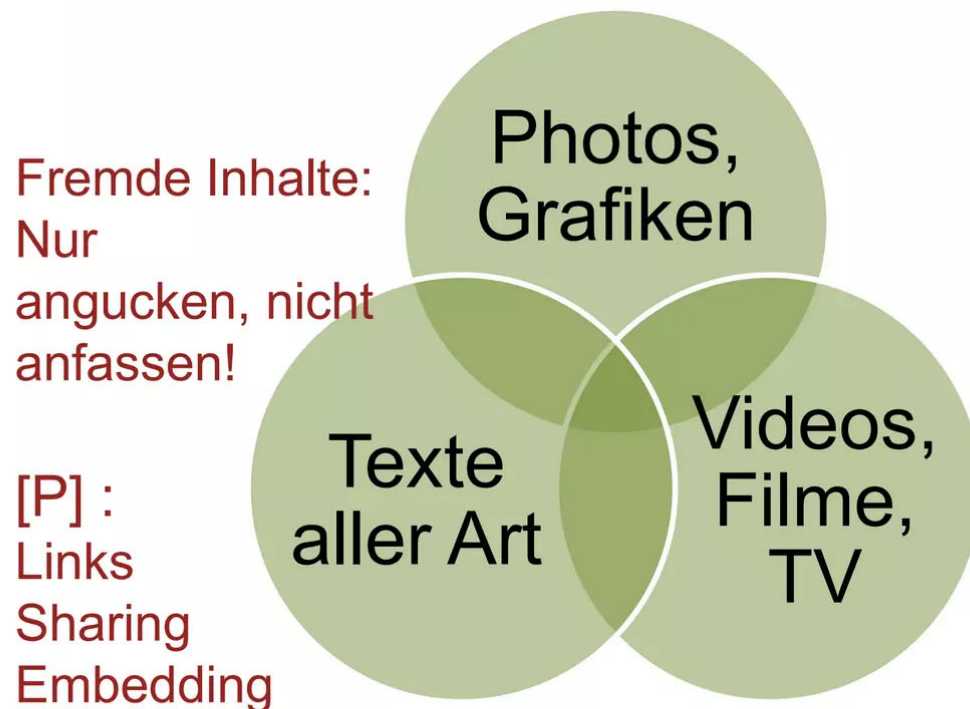 Photos,
Grafiken
Fremde Inhalte:
Nur
angucken, nicht
anfassen!
Texte
aller Art
Videos,
Filme,
TV
[P] :
Links
Sharing
Embedding